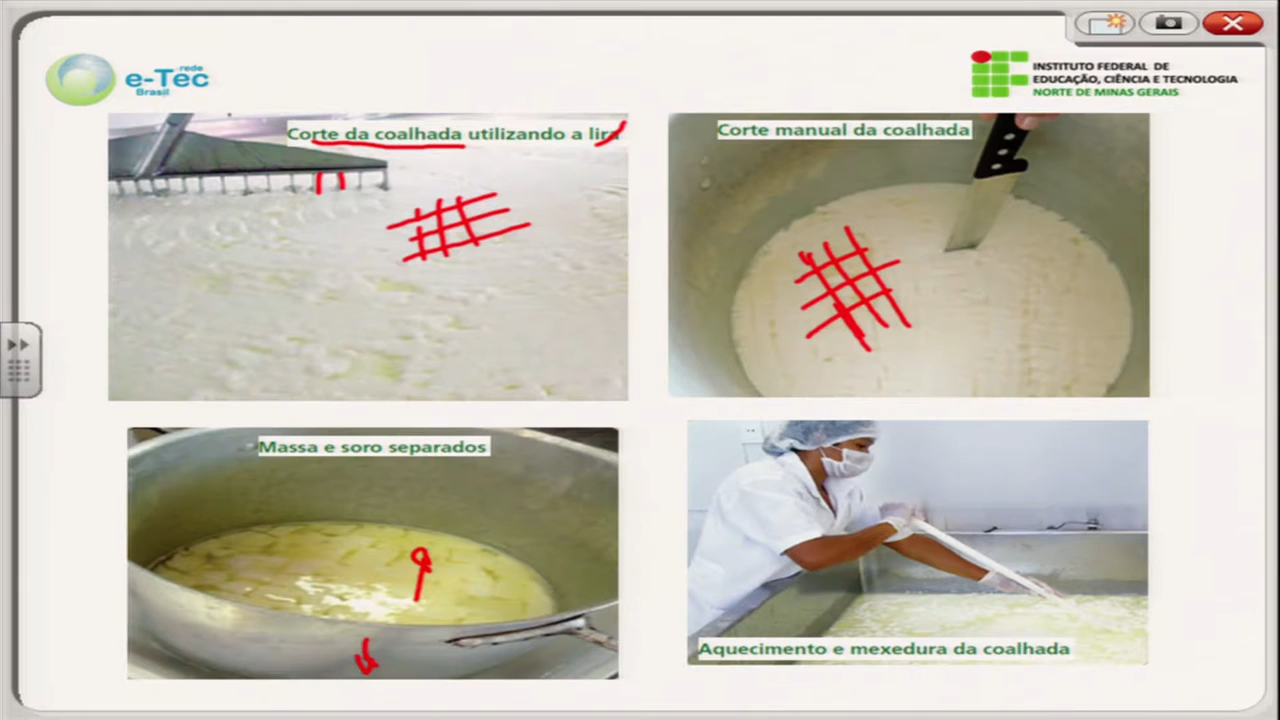 rede
e-Tec
Brasil
INSTITUTO FEDERAL DE
EDUCAÇÃO, CIÊNCIA E TECNOLOGIA
NORTE DE MINAS GERAIS
Corte da coalhada utilizando a lira
Corte manual da coalhada
Massa e soro separados
Aquecimento e mexedura da coalhada